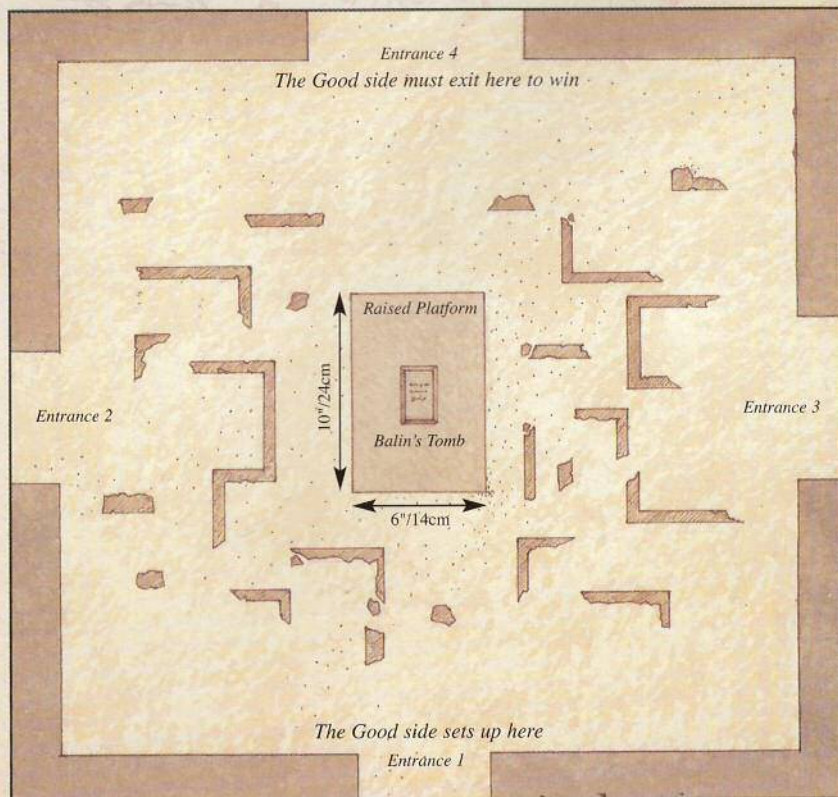 Entrance 4
The Good side must exit here to win
Raised Platform
10"/24cm
Entrance 2
Entrance 3
Balin's Tomb
6"/14cm
The Good side sets up here
Entrance 1